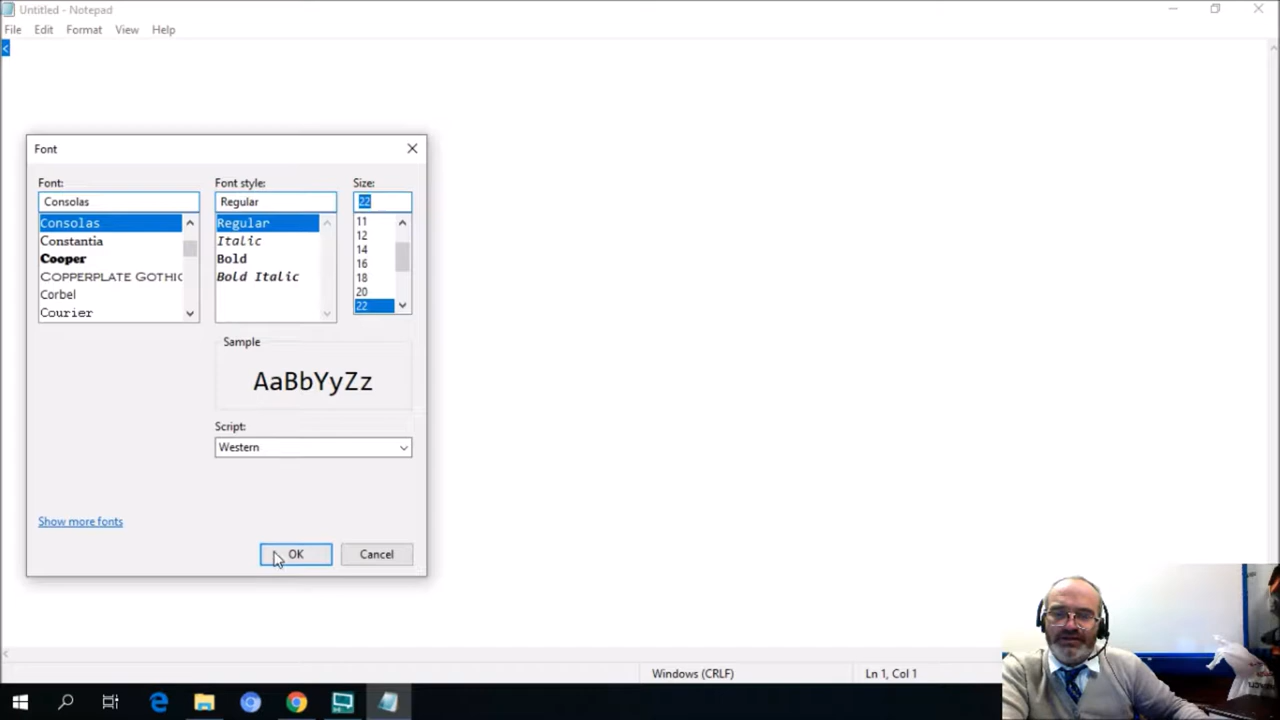 Untitled - Notepad
File Edit Format View Help
<
Font
Font: Font style: Size:
Consolas Regular 22
Consolas Regular 11
Constantia Italic 12
Cooper Bold 14
COPPERPLATE GOTHIC Bold Italic 16
Corbel 18
Courier 20
22
Sample
AaBbYyZz
Script:
Western
Show more fonts
OK Cancel
Windows (CRLF) Ln 1, Col 1